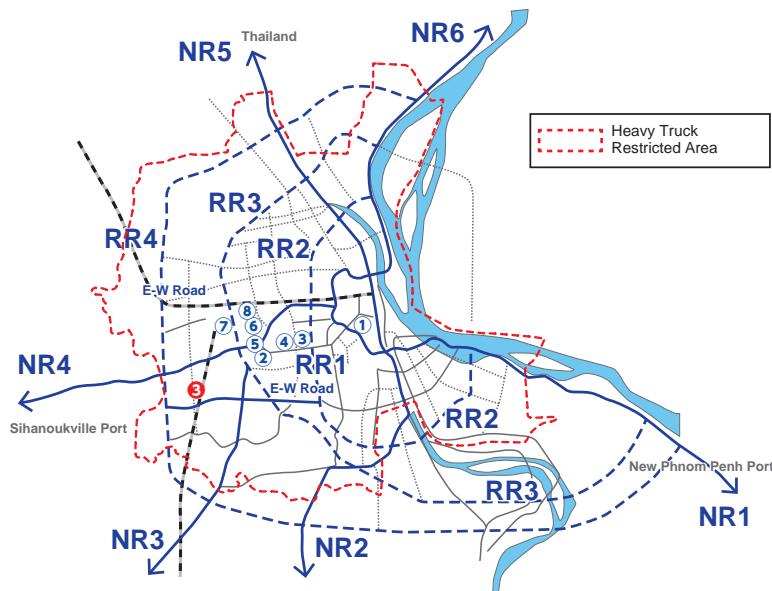 Thailand
NR5
NR6
Heavy Truck
Restricted Area
RR3
RR4
RR2
E-W Road
8
7
6
1
5
4
3
2
RR1
NR4
3
E-W Road
Sihanoukville Port
RR2
New Phnom Penh Port
RR3
NR1
NR3
NR2